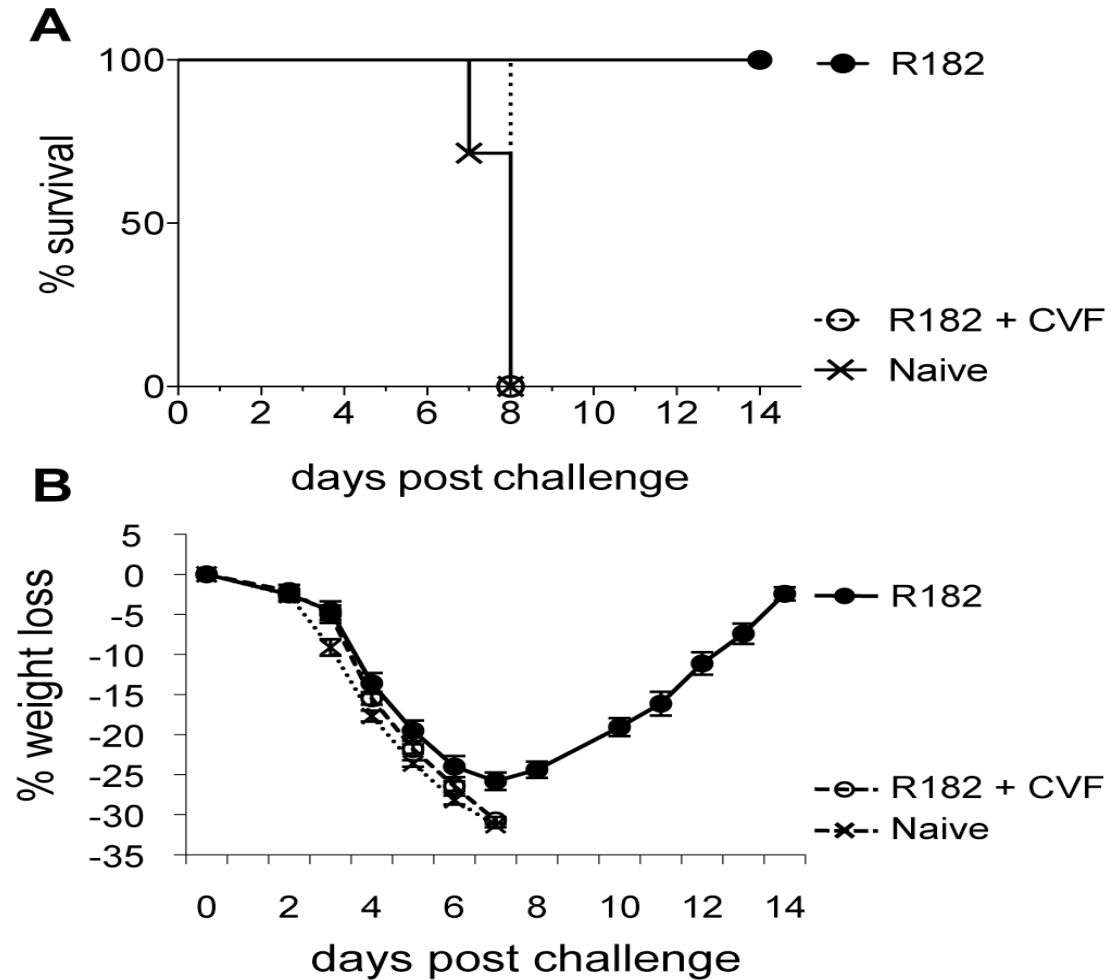 A
100
50
0
% survival
0 2 4 6 8 10 12 14
days post challenge
R182
R182 + CVF
Naive
B
5
0
-5
-10
-15
-20
-25
-30
-35
% weight loss
0 2 4 6 8 10 12 14
days post challenge
R182
R182 + CVF
Naive